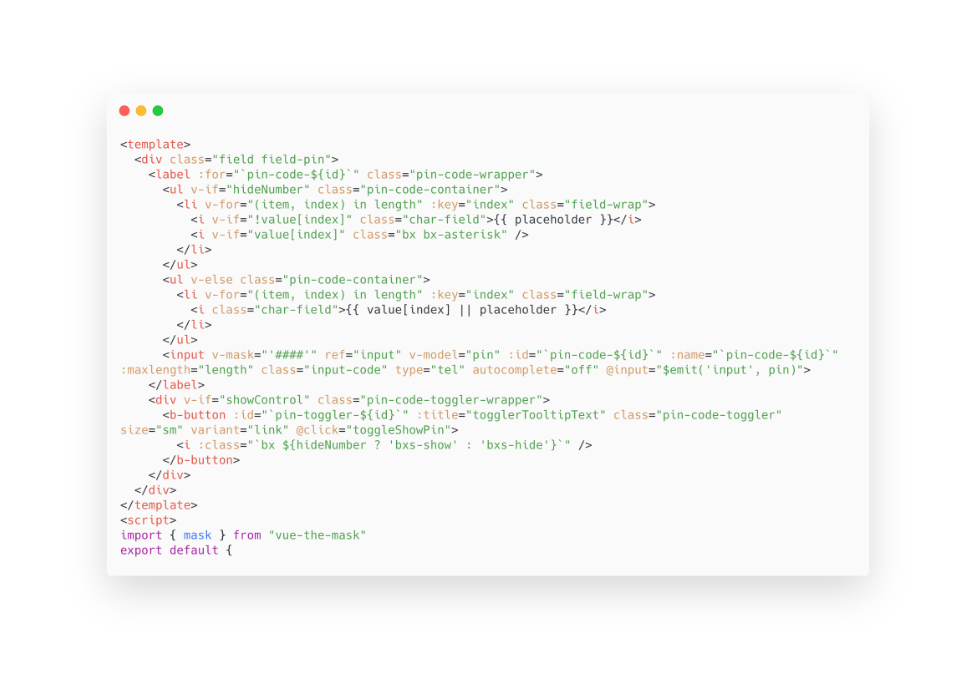 <template>
  <div class="field field-pin">
    <label :for="`pin-code-${id}`" class="pin-code-wrapper">
      <ul v-if="hideNumber" class="pin-code-container">
        <li v-for="(item, index) in length" :key="index" class="field-wrap">
          <i v-if="!value[index]" class="char-field">{{ placeholder }}</i>
          <i v-if="value[index]" class="bx bx-asterisk" />
        </li>
      </ul>
      <ul v-else class="pin-code-container">
        <li v-for="(item, index) in length" :key="index" class="field-wrap">
          <i class="char-field">{{ value[index] || placeholder }}</i>
        </li>
      </ul>
      <input v-mask="'####'" ref="input" v-model="pin" :id="`pin-code-${id}`" :name="`pin-code-${id}`"
:maxlength="length" class="input-code" type="tel" autocomplete="off" @input="$emit('input', pin)">
    </label>
    <div v-if="showControl" class="pin-code-toggler-wrapper">
      <b-button :id="`pin-toggler-${id}`" :title="togglerTooltipText" class="pin-code-toggler"
size="sm" variant="link" @click="toggleShowPin">
        <i :class="`bx ${hideNumber ? 'bxs-show' : 'bxs-hide'}`" />
      </b-button>
    </div>
  </div>
</template>
<script>
import { mask } from "vue-the-mask"
export default {